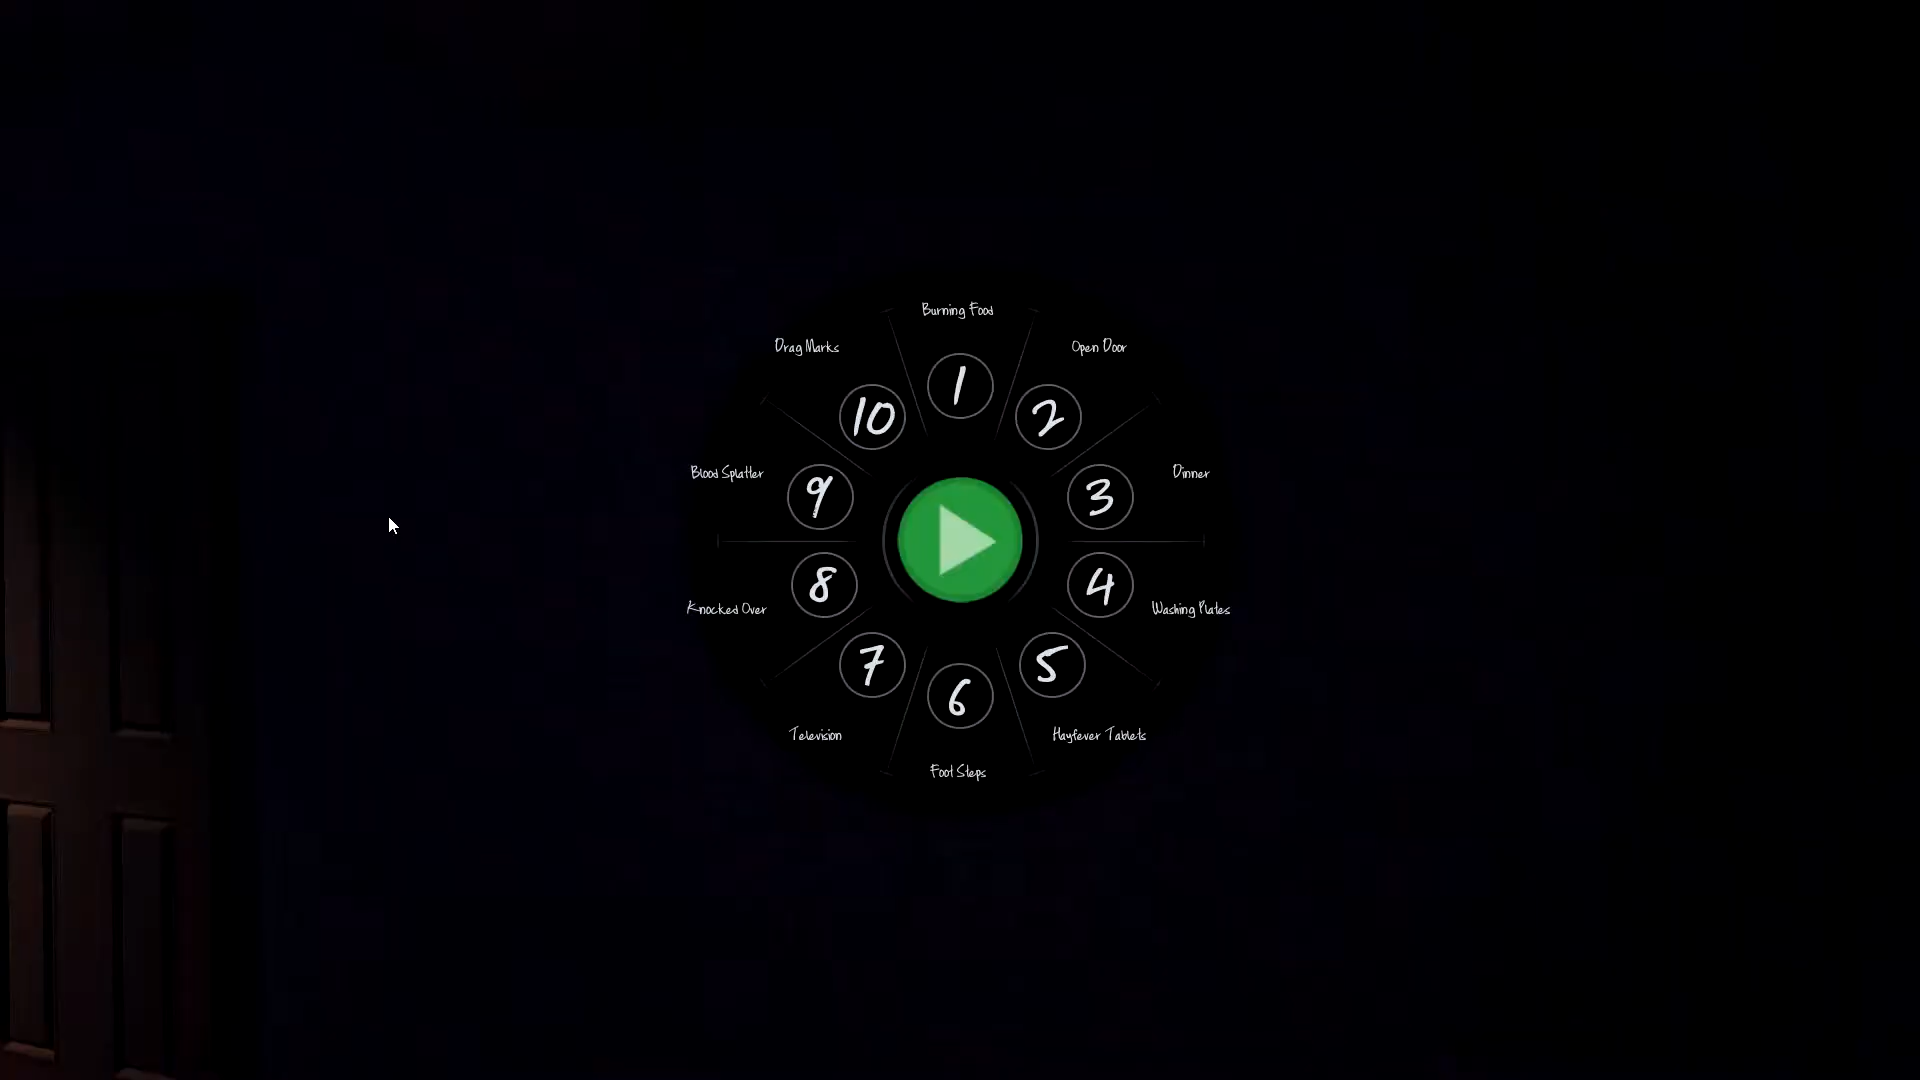 Burning Food
1
Open Door
2
Dinner
3
Washing Plates
4
Hayfever Tablets
5
Foot Steps
6
Television
7
Knocked Over
8
Blood Splatter
9
Drag Marks
10